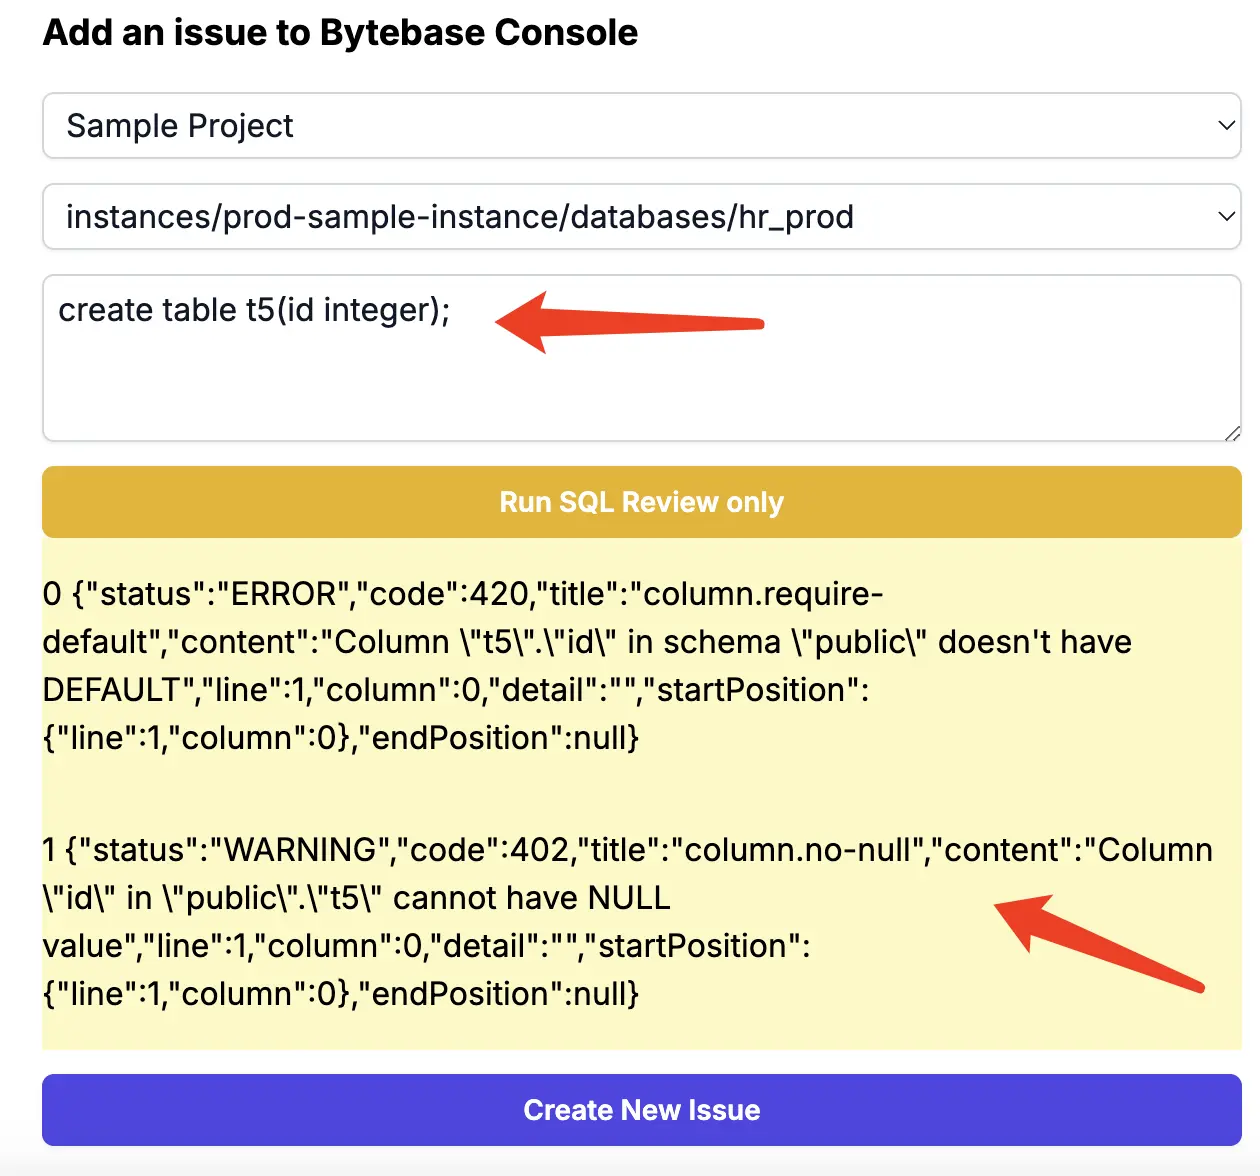 Add an issue to Bytebase Console
Sample Project
instances/prod-sample-instance/databases/hr_prod
create table t5(id integer);
Run SQL Review only
0 {"status":"ERROR","code":420,"title":"column.require-
default","content":"Column \"t5\".\"id\" in schema \"public\" doesn't have
DEFAULT","line":1,"column":0,"detail":"","startPosition":
{"line":1,"column":0},"endPosition":null}
1 {"status":"WARNING","code":402,"title":"column.no-null","content":"Column
\"id\" in \"public\".\"t5\" cannot have NULL
value","line":1,"column":0,"detail":"","startPosition":
{"line":1,"column":0},"endPosition":null}
Create New Issue